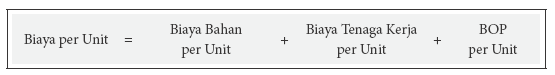 Biaya per Unit = Biaya Bahan per Unit + Biaya Tenaga Kerja per Unit + BOP per Unit